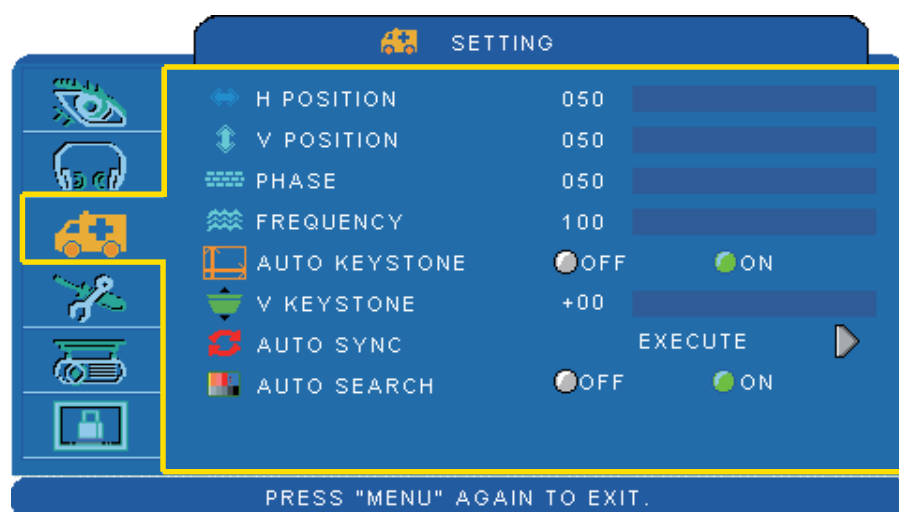 SETTING
H POSITION 050
V POSITION 050
PHASE 050
FREQUENCY 100
AUTO KEYSTONE OFF ON
V KEYSTONE +00
AUTO SYNC EXECUTE
AUTO SEARCH OFF ON
PRESS "MENU" AGAIN TO EXIT.